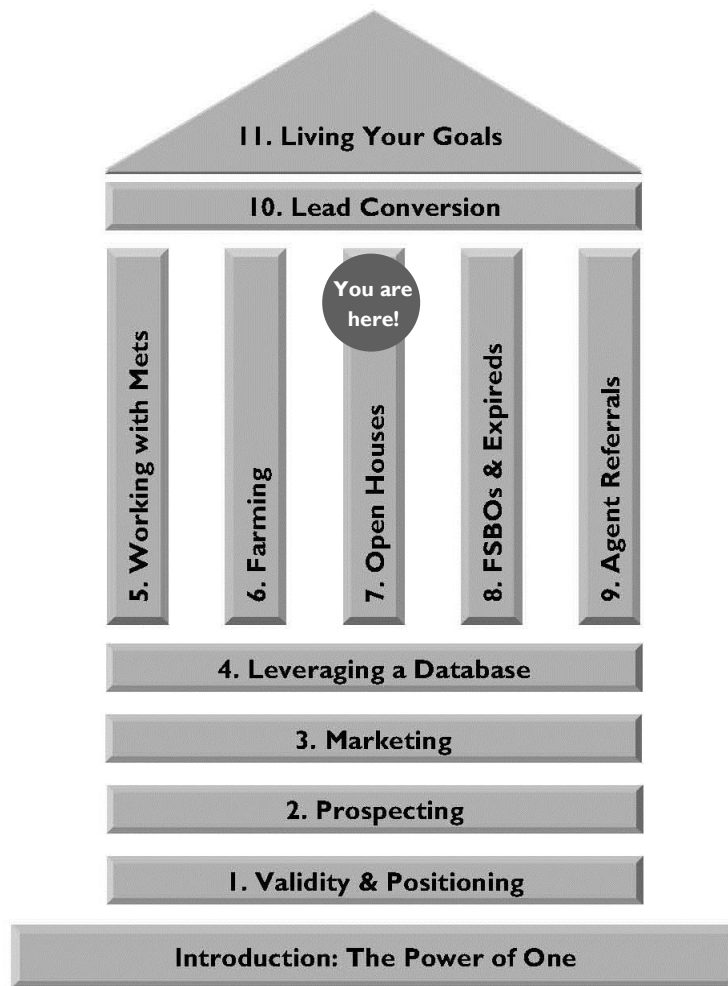 11. Living Your Goals
10. Lead Conversion
You are
here!
5. Working with Mets
6. Farming
7. Open Houses
8. FSBOs & Expireds
9. Agent Referrals
4. Leveraging a Database
3. Marketing
2. Prospecting
1. Validity & Positioning
Introduction: The Power of One